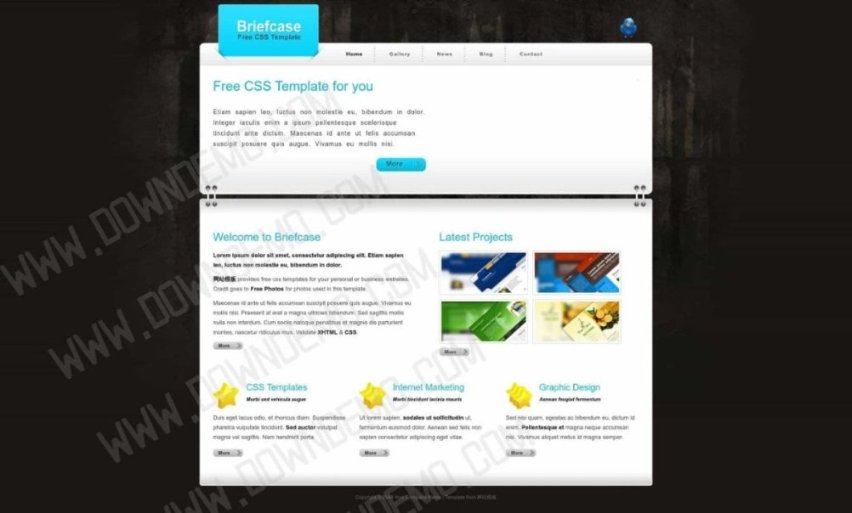 Briefcase
Free CSS Template
Home Gallery News Blog Contact
Free CSS Template for you
Etiam sapien leo, luctus non molestie eu, bibendum in dolor.
Integer iaculis enim a ipsum pellentesque scelerisque
tincidunt ante dictum. Maecenas id ante ut felis accumsan
suscipit posuere quis augue. Vivamus eu mollis nisi.
More
Welcome to Briefcase
Lorem ipsum dolor sit amet, consectetur adipiscing elit. Etiam sapien
leo, luctus non molestie eu, bibendum in dolor.
网站模板 provides free css templates for your personal or business websites.
Credit goes to Free Photos for photos used in this template.
Maecenas id ante ut felis accumsan suscipit posuere quis augue. Vivamus eu
mollis nisi. Praesent at erat a magna ultrices bibendum. Sed sagittis mollis
nulla non interdum. Cum sociis natoque penatibus et magnis dis parturient
montes, nascetur ridiculus mus. Validate XHTML & CSS.
More
Latest Projects
More
CSS Templates
Morbi sed vehicula augue
Duis eget lacus odio, et rhoncus diam. Suspendisse
pharetra vulputate tincidunt. Sed auctor volutpat
magna vel sagittis. Nam hendrerit porta.
More
Internet Marketing
Morbi tincidunt lacinia mauris
Ut lorem sapien, sodales ut sollicitudin ut,
fermentum euismod dolor. Aenean sed felis non
sapien consectetur adipiscing eget vitae.
More
Graphic Design
Aenean feugiat fermentum
Sed nisi quam, egestas ac bibendum eu, dictum id
enim. Pellentesque at magna neque accumsan
nisi. Vivamus aliquet metus id magna semper.
More
Copyright © Your Company Name | Template from 网站模板
WWW.DOWNDEMO.COM
WWW.DOWNDEMO.COM
WWW.DOWNDEMO.COM